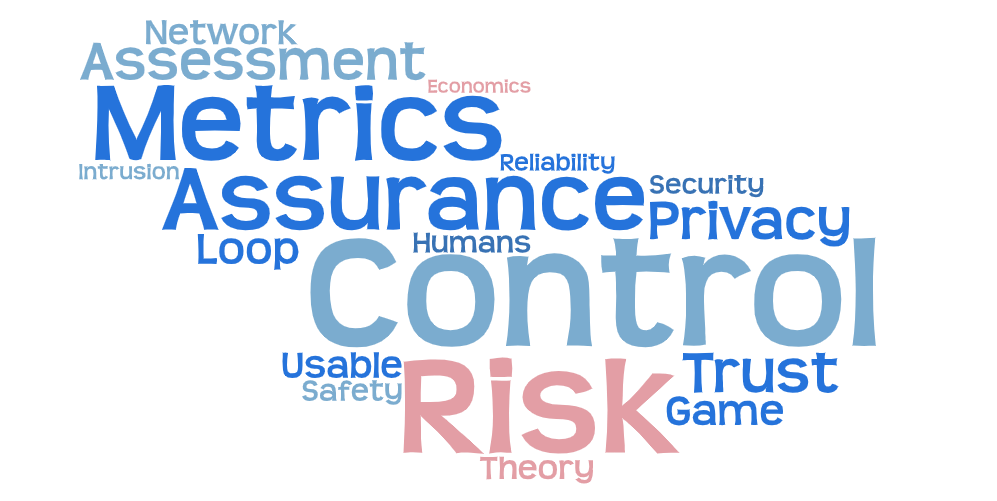 Network
Assessment
Economics
Metrics
Reliability
Intrusion
Assurance
Security
Privacy
Loop
Humans
Control
Usable
Trust
Safety
Risk
Game
Theory